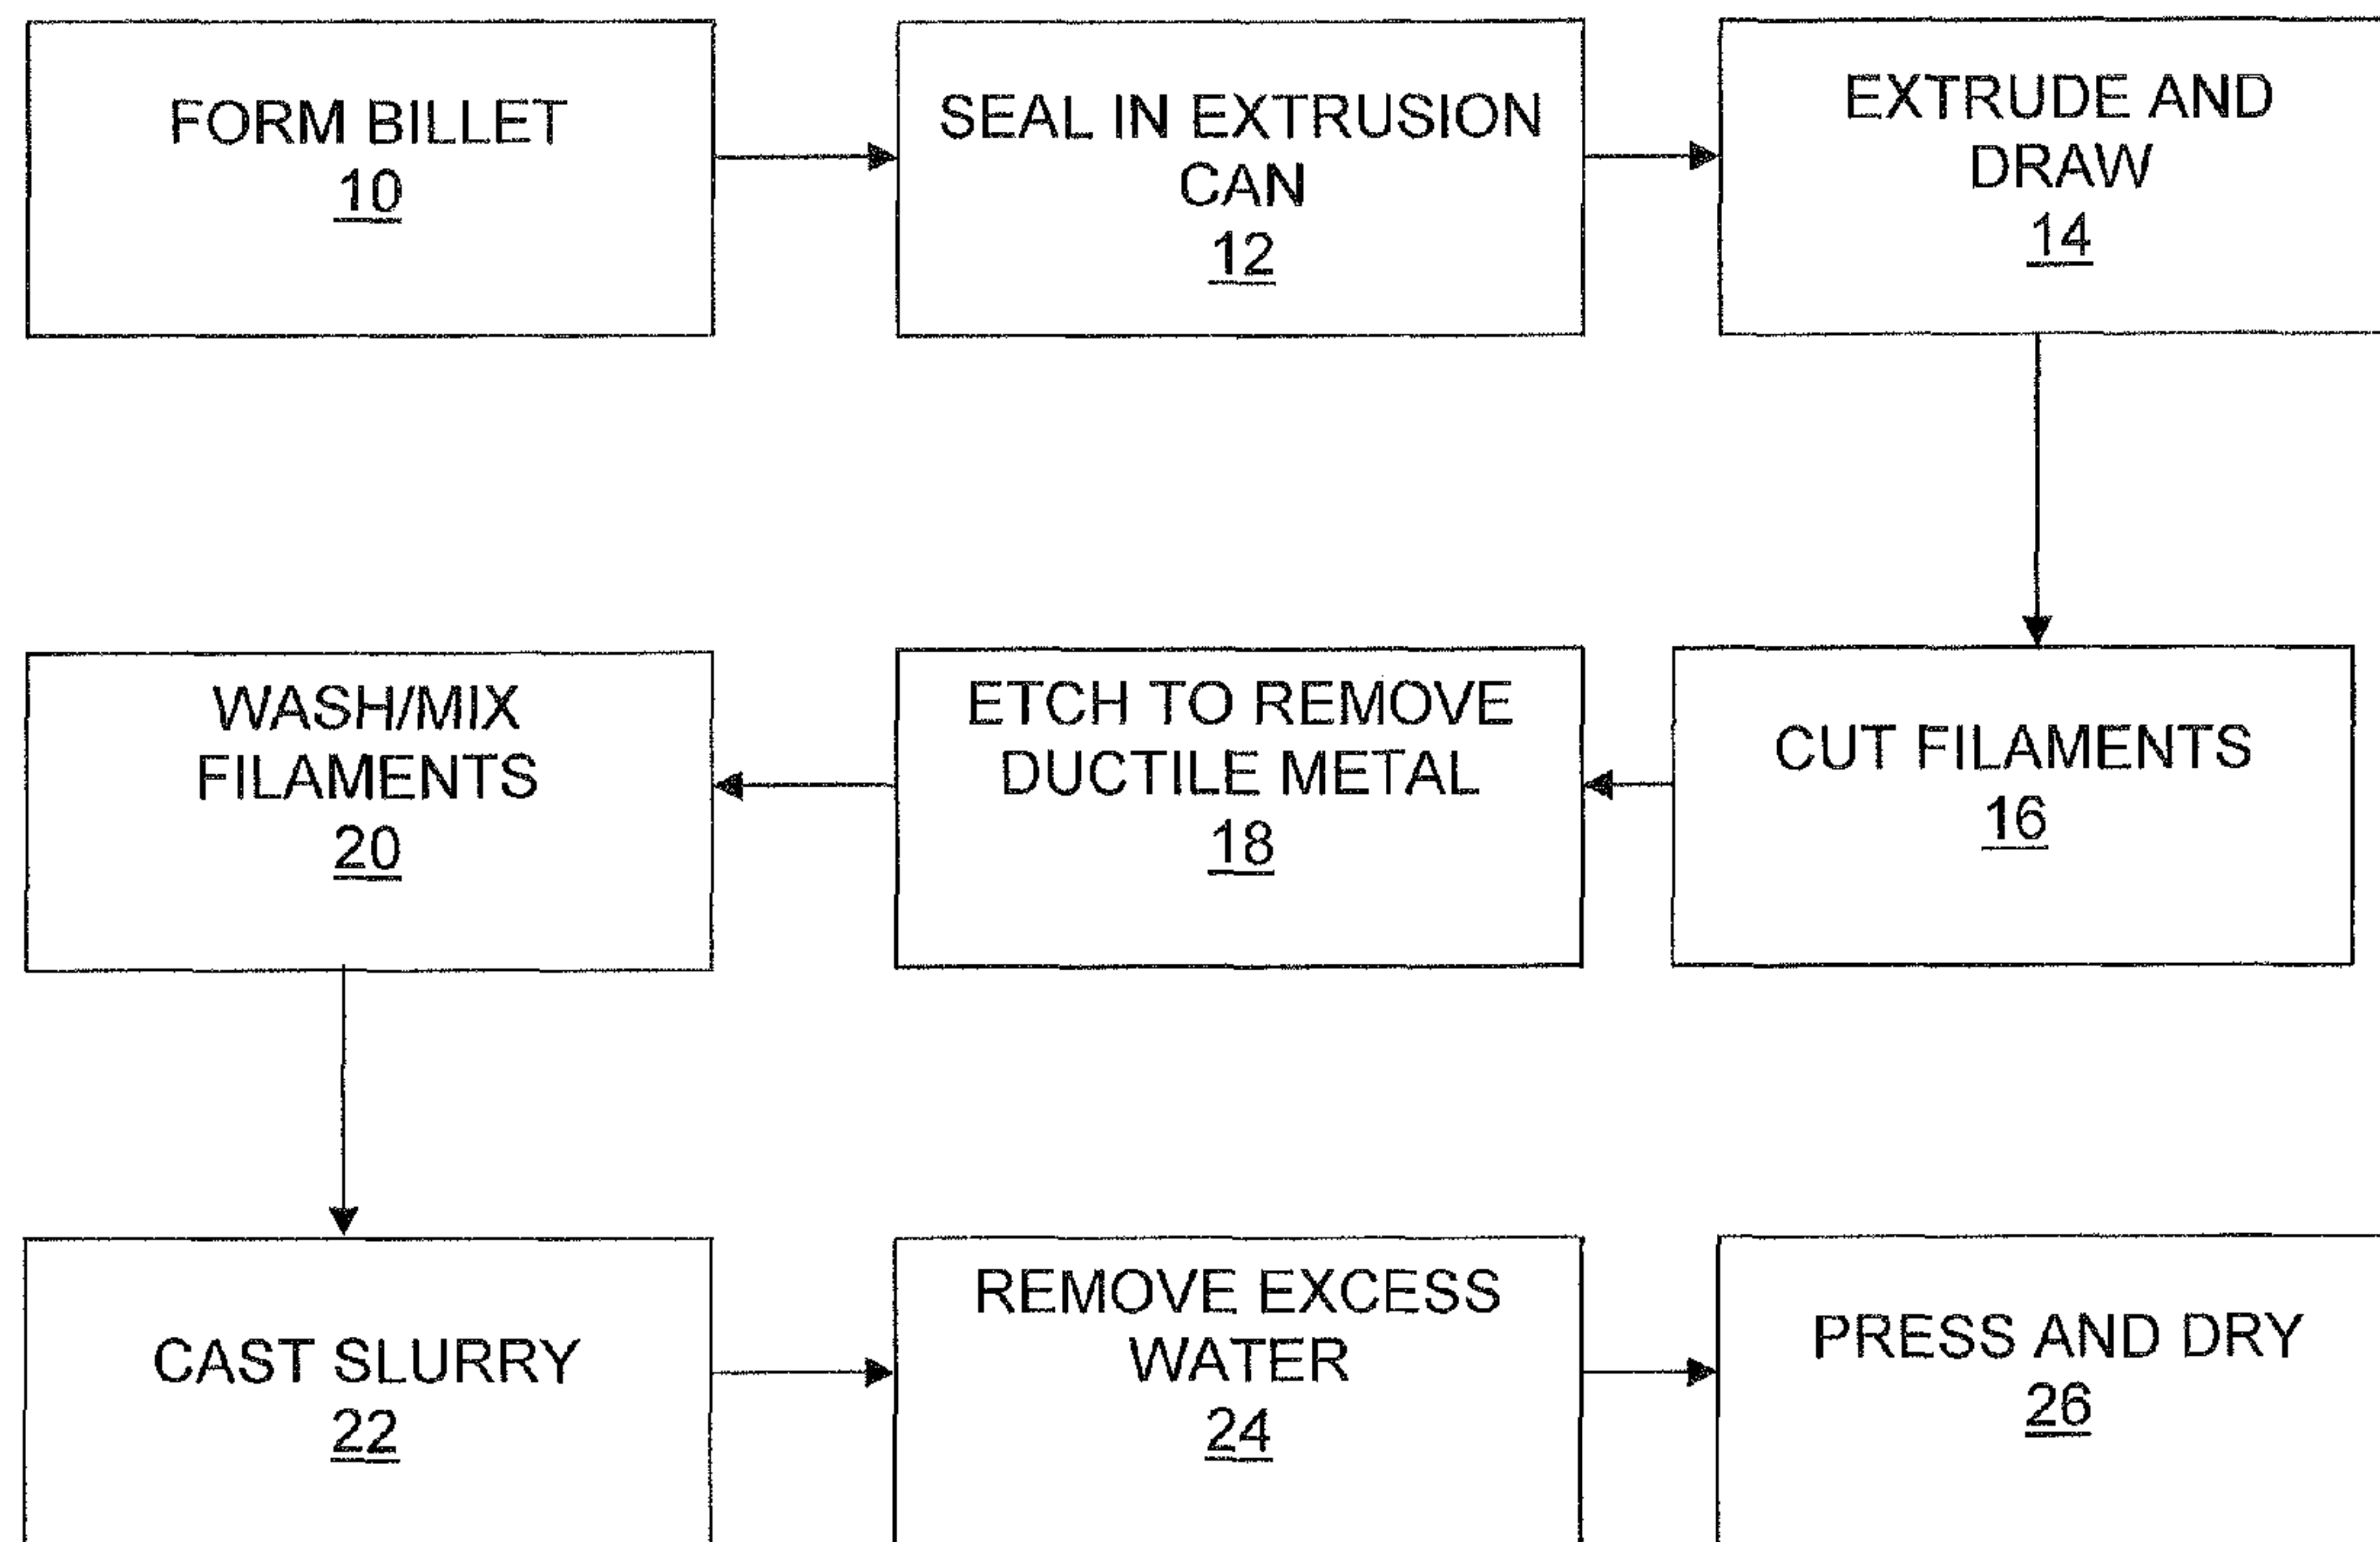 FORM BILLET
10
SEAL IN EXTRUSION
CAN
12
EXTRUDE AND
DRAW
14
CUT FILAMENTS
16
ETCH TO REMOVE
DUCTILE METAL
18
WASH/MIX
FILAMENTS
20
CAST SLURRY
22
REMOVE EXCESS
WATER
24
PRESS AND DRY
26